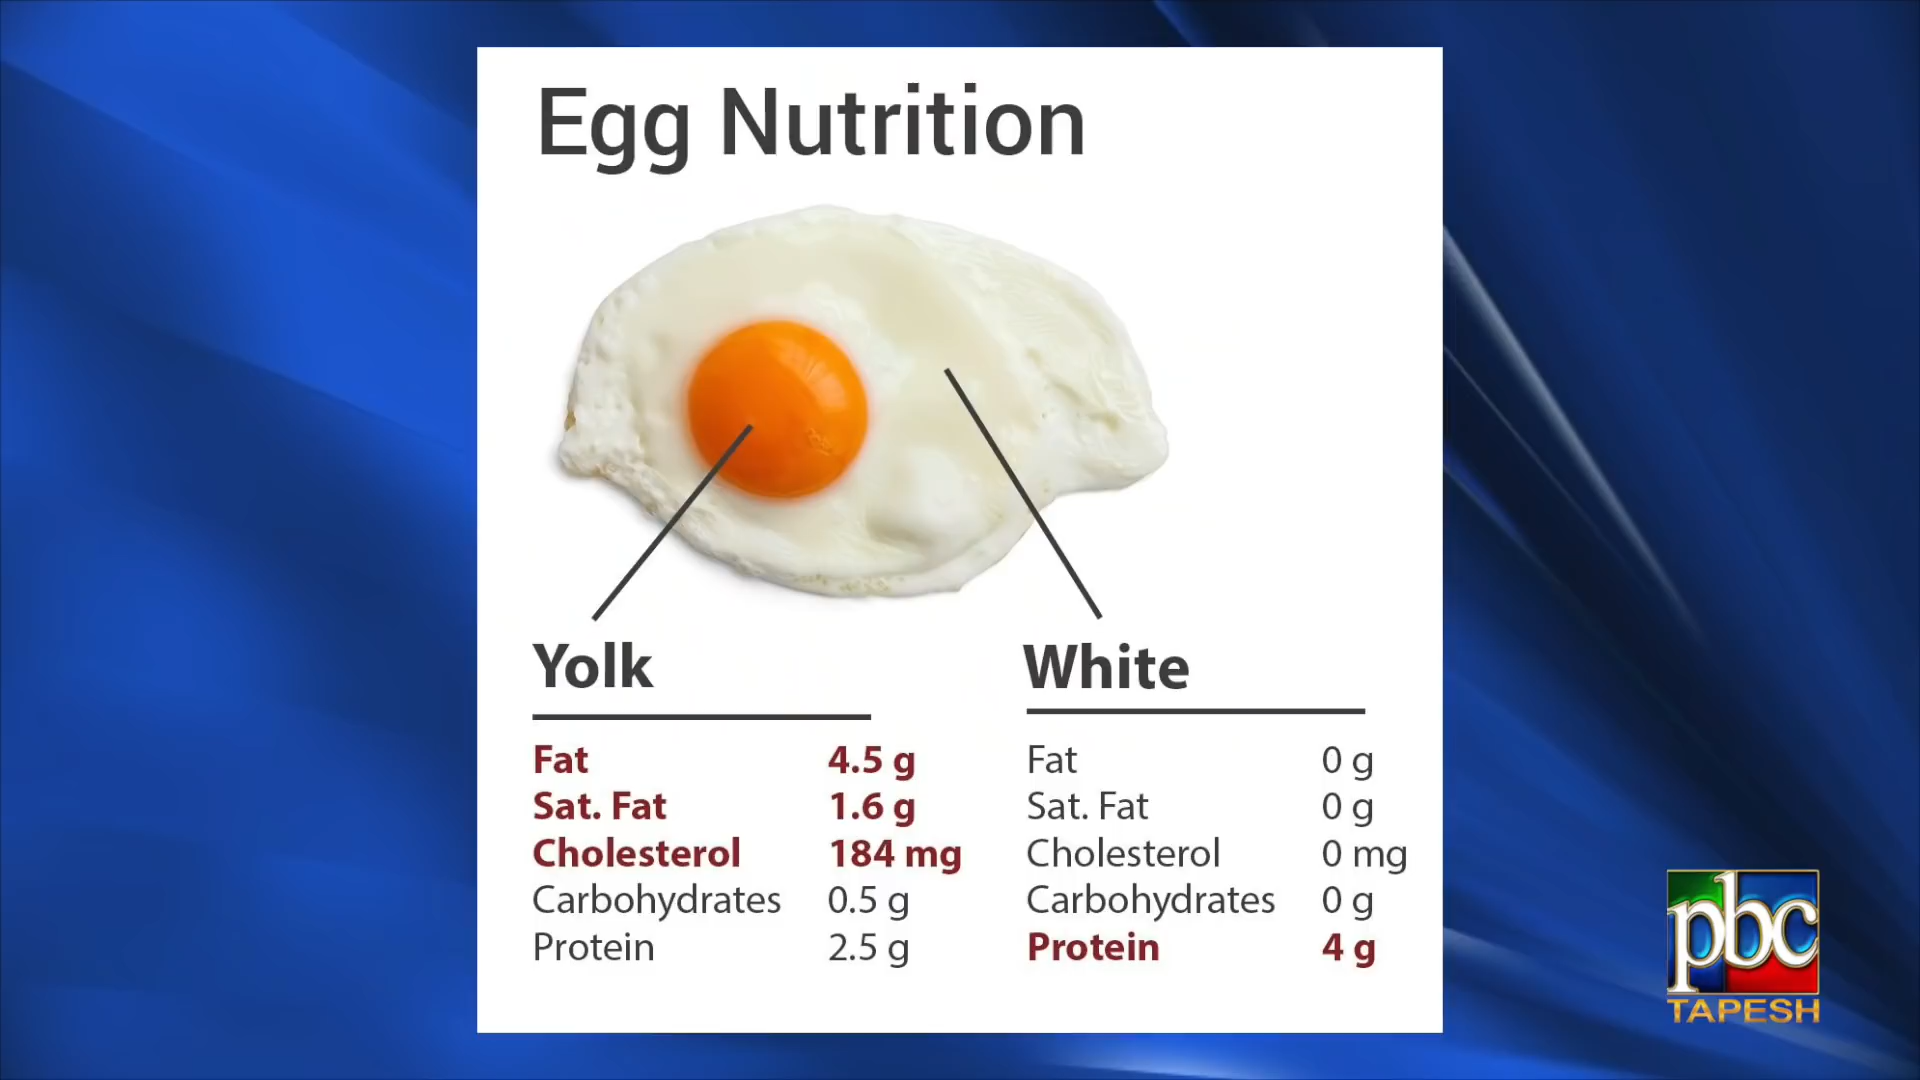 Egg Nutrition
Yolk
Fat 4.5 g
Sat. Fat 1.6 g
Cholesterol 184 mg
Carbohydrates 0.5 g
Protein 2.5 g
White
Fat 0 g
Sat. Fat 0 g
Cholesterol 0 mg
Carbohydrates 0 g
Protein 4 g
pbc
TAPESH